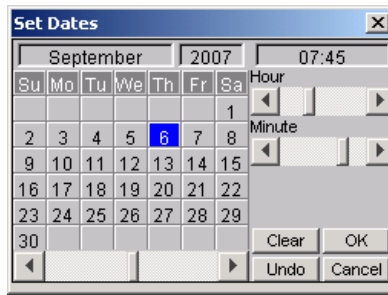 Set Dates
September 2007 07:45
Su Mo Tu We Th Fr Sa
Hour
1
Minute
2 3 4 5 6 7 8
9 10 11 12 13 14 15
16 17 18 19 20 21 22
23 24 25 26 27 28 29
30
Clear OK
Undo Cancel